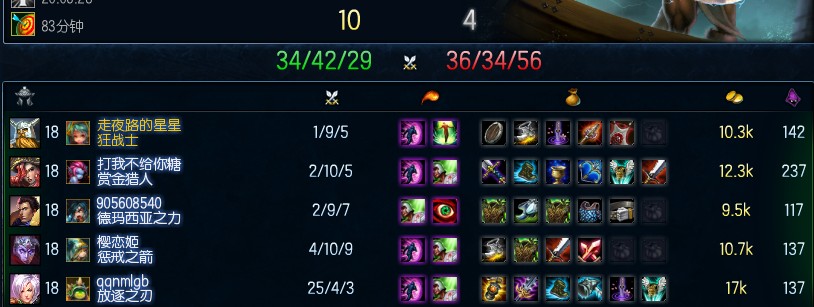 83分钟
10 4
34/42/29 36/34/56
18 走夜路的星星 1/9/5 10.3k 142
狂战士
18 打我不给你糖 2/10/5 12.3k 237
赏金猎人
18 905608540 2/9/7 9.5k 117
德玛西亚之力
18 樱恋姬 4/10/9 10.7k 137
惩戒之箭
18 qqnmlgb 25/4/3 17k 137
放逐之刃